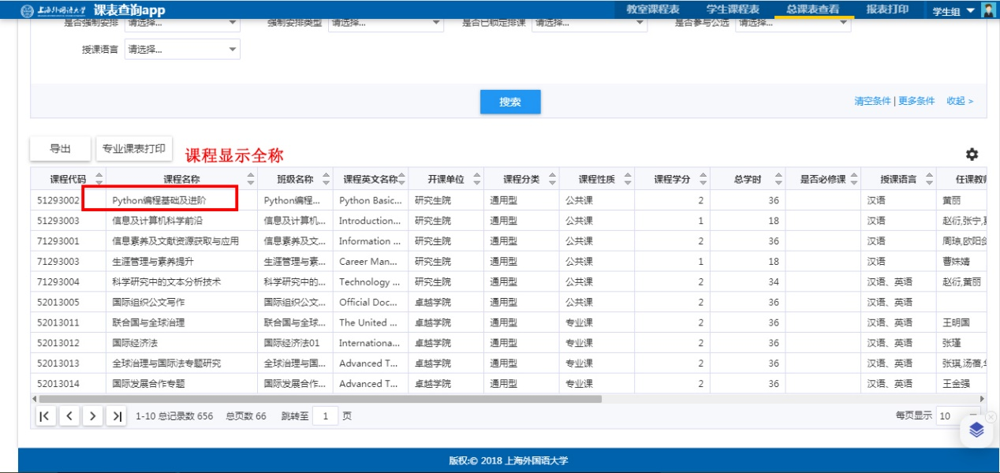 上海外国语大学 课表查询app 教室课程表 学生课程表 总课表查看 报表打印 学生组
是否强制安排 请选择... 强制安排类型 请选择... 是否已锁定排课 请选择... 是否参与公选 请选择...
授课语言 请选择...
搜索 清空条件 | 更多条件 收起 >
导出 专业课表打印 课程显示全称
课程代码 课程名称 班级名称 课程英文名称 开课单位 课程分类 课程性质 课程学分 总学时 是否必修课 授课语言 任课教师
51293002 Python编程基础及进阶 Python编程... Python Basic... 研究生院 通用型 公共课 2 36 汉语 黄丽
51293003 信息及计算机科学前沿 信息及计算机... Introduction... 研究生院 通用型 公共课 1 18 汉语 赵衍,张宁,
71293001 信息素养及文献资源获取与应用 信息素养及文... Information ... 研究生院 通用型 公共课 2 36 汉语 周琼,欧阳
71293003 生涯管理与素养提升 生涯管理与素... Career Man... 研究生院 通用型 公共课 1 18 汉语 曹姝婧
71293004 科学研究中的文本分析技术 科学研究中的... Technology ... 研究生院 通用型 公共课 2 34 汉语、英语 赵衍,黄丽
52013005 国际组织公文写作 国际组织公文... Official Doc... 卓越学院 通用型 公共课 2 36 汉语、英语
52013011 联合国与全球治理 联合国与全球... The United ... 卓越学院 通用型 专业课 2 36 汉语、英语 王明国
52013012 国际经济法 国际经济法01 Internationa... 卓越学院 通用型 专业课 2 36 汉语、英语 张瑾
52013013 全球治理与国际法专题研究 全球治理与国... Advanced T... 卓越学院 通用型 专业课 2 36 汉语、英语 张琪,汤蓓,
52013014 国际发展合作专题 国际发展合作... Advanced T... 卓越学院 通用型 专业课 2 36 汉语、英语 王金强
1-10 总记录数 656 总页数 66 跳转至 1 页 每页显示 10
版权:© 2018 上海外国语大学